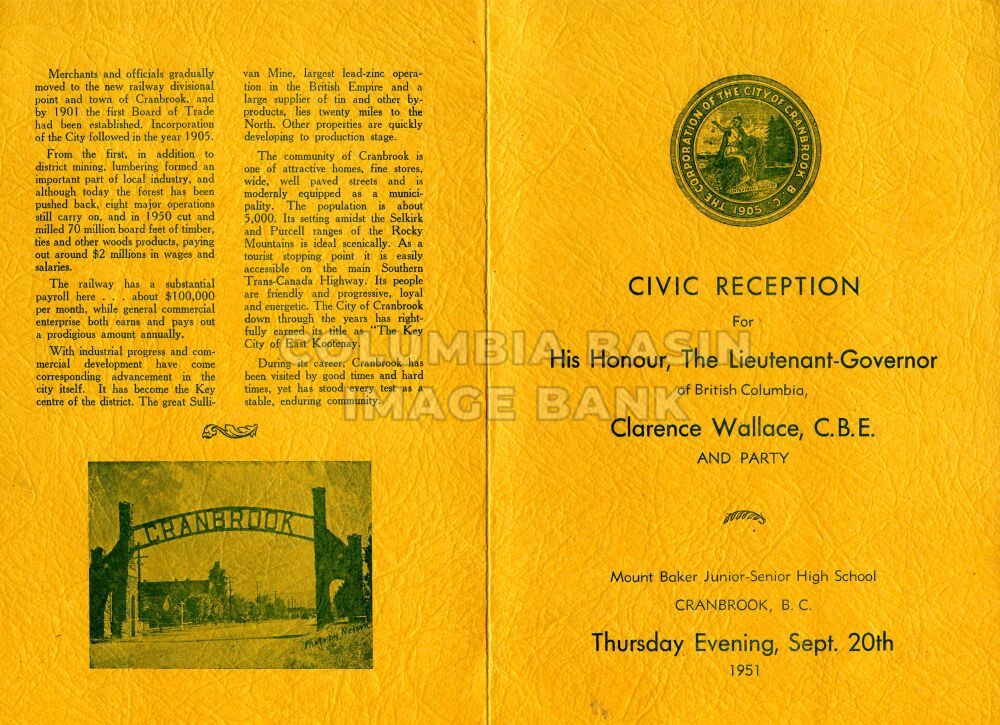 Merchants and officials gradually
moved to the new railway divisional
point and town of Cranbrook, and
by 1901 the first Board of Trade
had been established. Incorporation
of the City followed in the year 1905.
From the first, in addition to
district mining, lumbering formed an
important part of local industry, and
although today the forest has been
pushed back, eight major operations
still carry on, and in 1950 cut and
milled 70 million board feet of timber,
ties and other woods products, paying
out around $2 millions in wages and
salaries.
The railway has a substantial
payroll here . . . about $100,000
per month, while general commercial
enterprise both earns and pays out
a prodigious amount annually.
With industrial progress and com-
mercial development have come
corresponding advancement in the
city itself. It has become the Key
centre of the district. The great Sulli-
van Mine, largest lead-zinc opera-
tion in the British Empire and a
large supplier of tin and other by-
products, lies twenty miles to the
North. Other properties are quickly
developing to production stage.
The community of Cranbrook is
one of attractive homes, fine stores,
wide, well paved streets and is
modernly equipped as a munici-
pality. The population is about
5,000. Its setting amidst the Selkirk
and Purcell ranges of the Rocky
Mountains is ideal scenically. As a
tourist stopping point it is easily
accessible on the main Southern
Trans-Canada Highway. Its people
are friendly and progressive, loyal
and energetic. The City of Cranbrook
down through the years has right-
fully earned its title as "The Key
City of East Kootenay.
During its career, Cranbrook has
been visited by good times and hard
times, yet has stood every test as a
stable, enduring community.
CRANBROOK
Photo by Nelson
THE CORPORATION OF THE CITY OF CRANBROOK B. C.
1905
CIVIC RECEPTION
For
His Honour, The Lieutenant-Governor
of British Columbia,
Clarence Wallace, C.B.E.
AND PARTY
Mount Baker Junior-Senior High School
CRANBROOK, B. C.
Thursday Evening, Sept. 20th
1951
COLUMBIA BASIN
IMAGE BANK